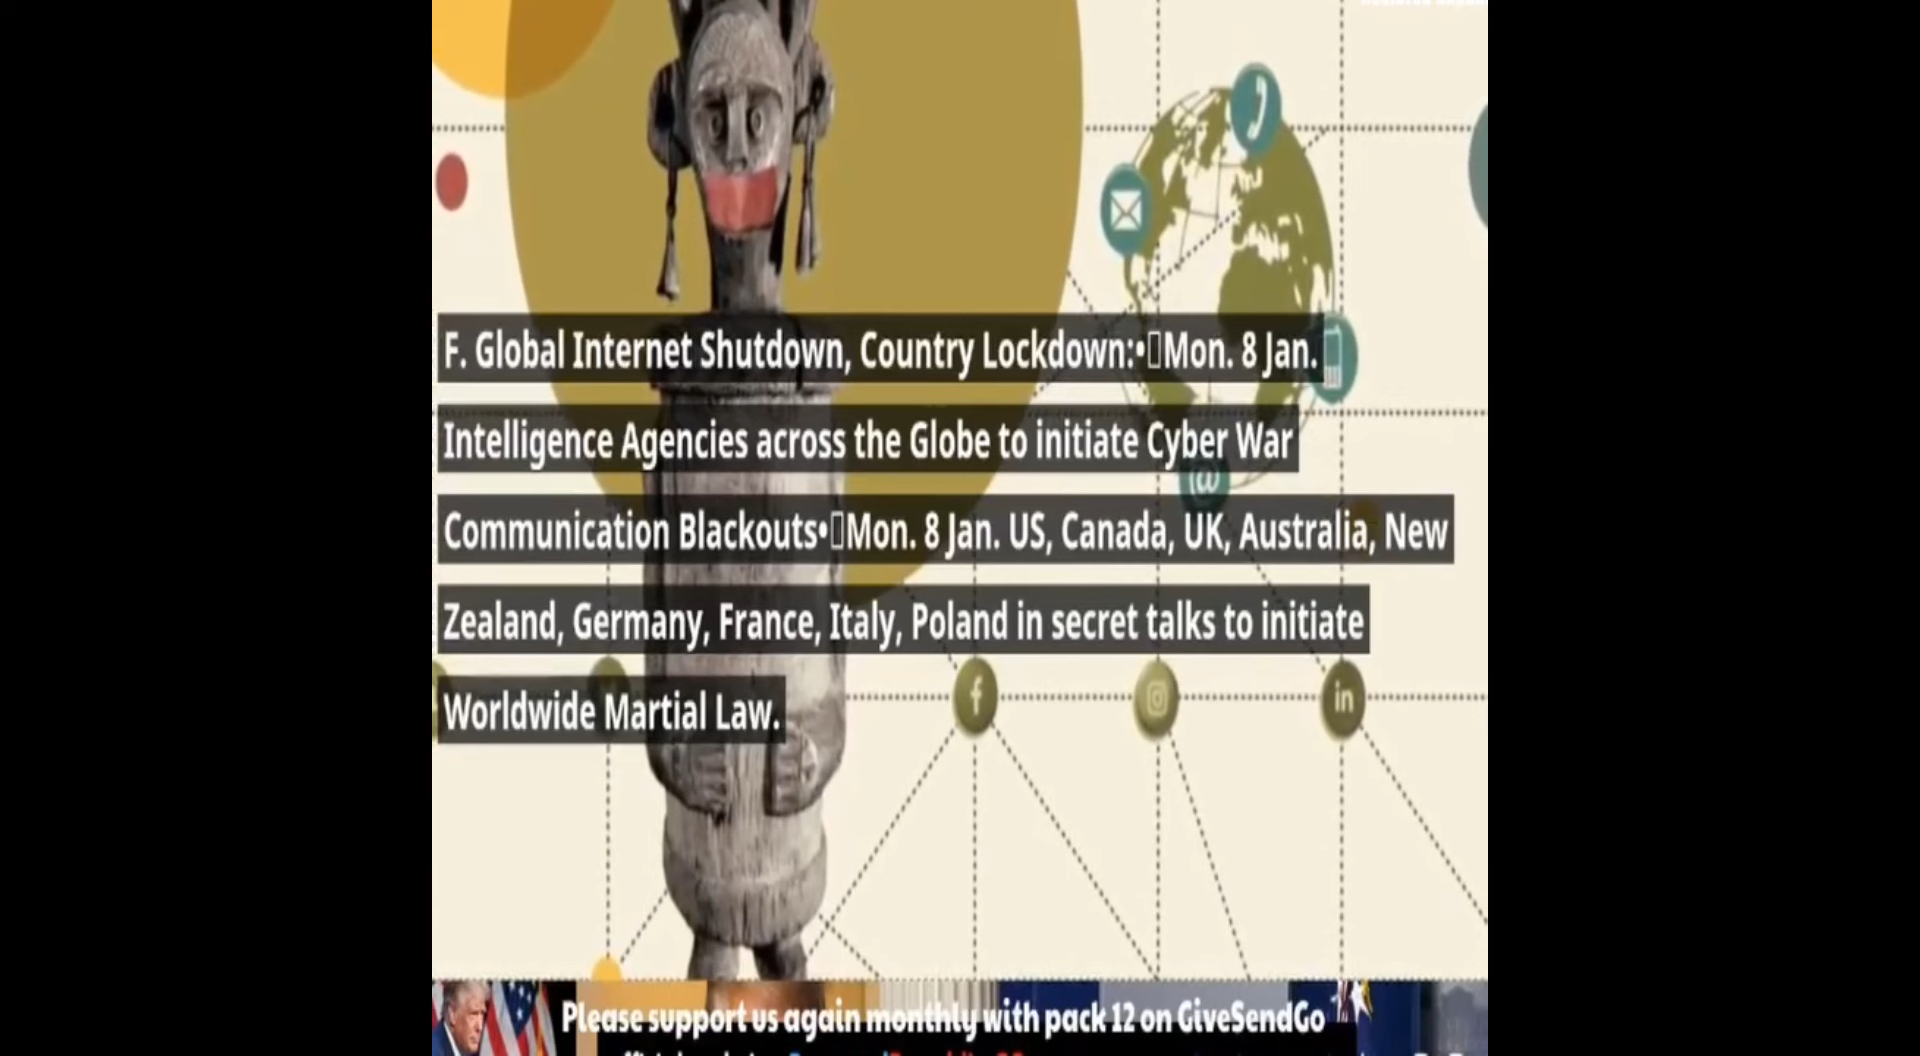 F. Global Internet Shutdown, Country Lockdown:•▯Mon. 8 Jan.
Intelligence Agencies across the Globe to initiate Cyber War
Communication Blackouts•▯Mon. 8 Jan. US, Canada, UK, Australia, New
Zealand, Germany, France, Italy, Poland in secret talks to initiate
Worldwide Martial Law.
f
in
@
Please support us again monthly with pack 12 on GiveSendGo